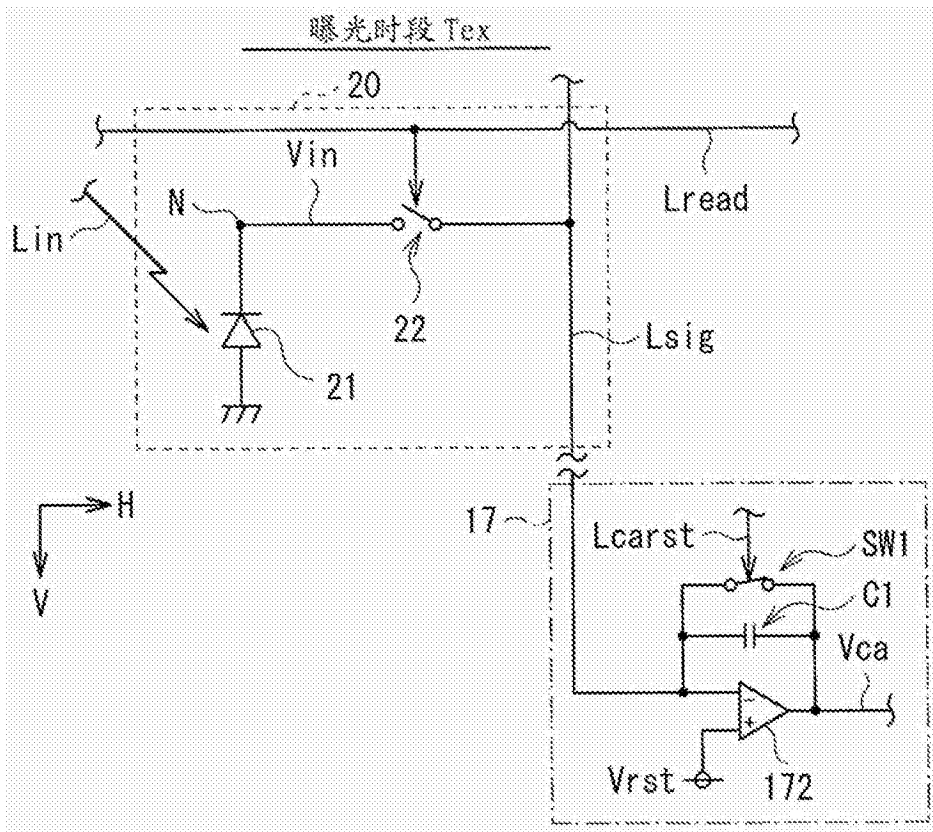 曝光时段 Tex
20
Vin
Lread
N
Lin
22
Lsig
21
H
V
17
Lcarst
SW1
C1
Vca
−
+
Vrst
172